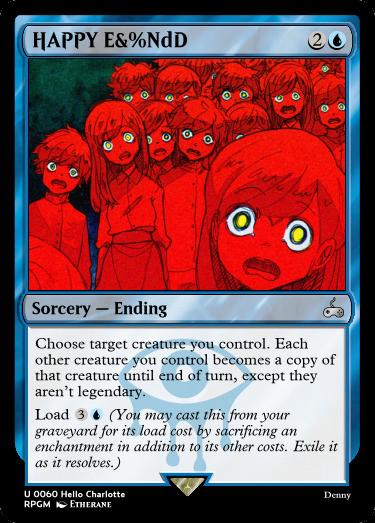 HAPPY E&%NdD 2
Sorcery — Ending
Choose target creature you control. Each
other creature you control becomes a copy of
that creature until end of turn, except they
aren't legendary.
Load 3 (You may cast this from your
graveyard for its load cost by sacrificing an
enchantment in addition to its other costs. Exile it
as it resolves.)
U 0060 Hello Charlotte
RPGM ETHERANE
Denny